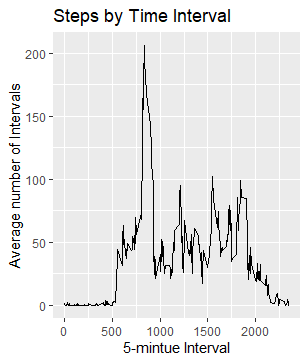 Steps by Time Interval
Average number of Intervals
200
150
100
50
0
0 500 1000 1500 2000
5-mintue Interval